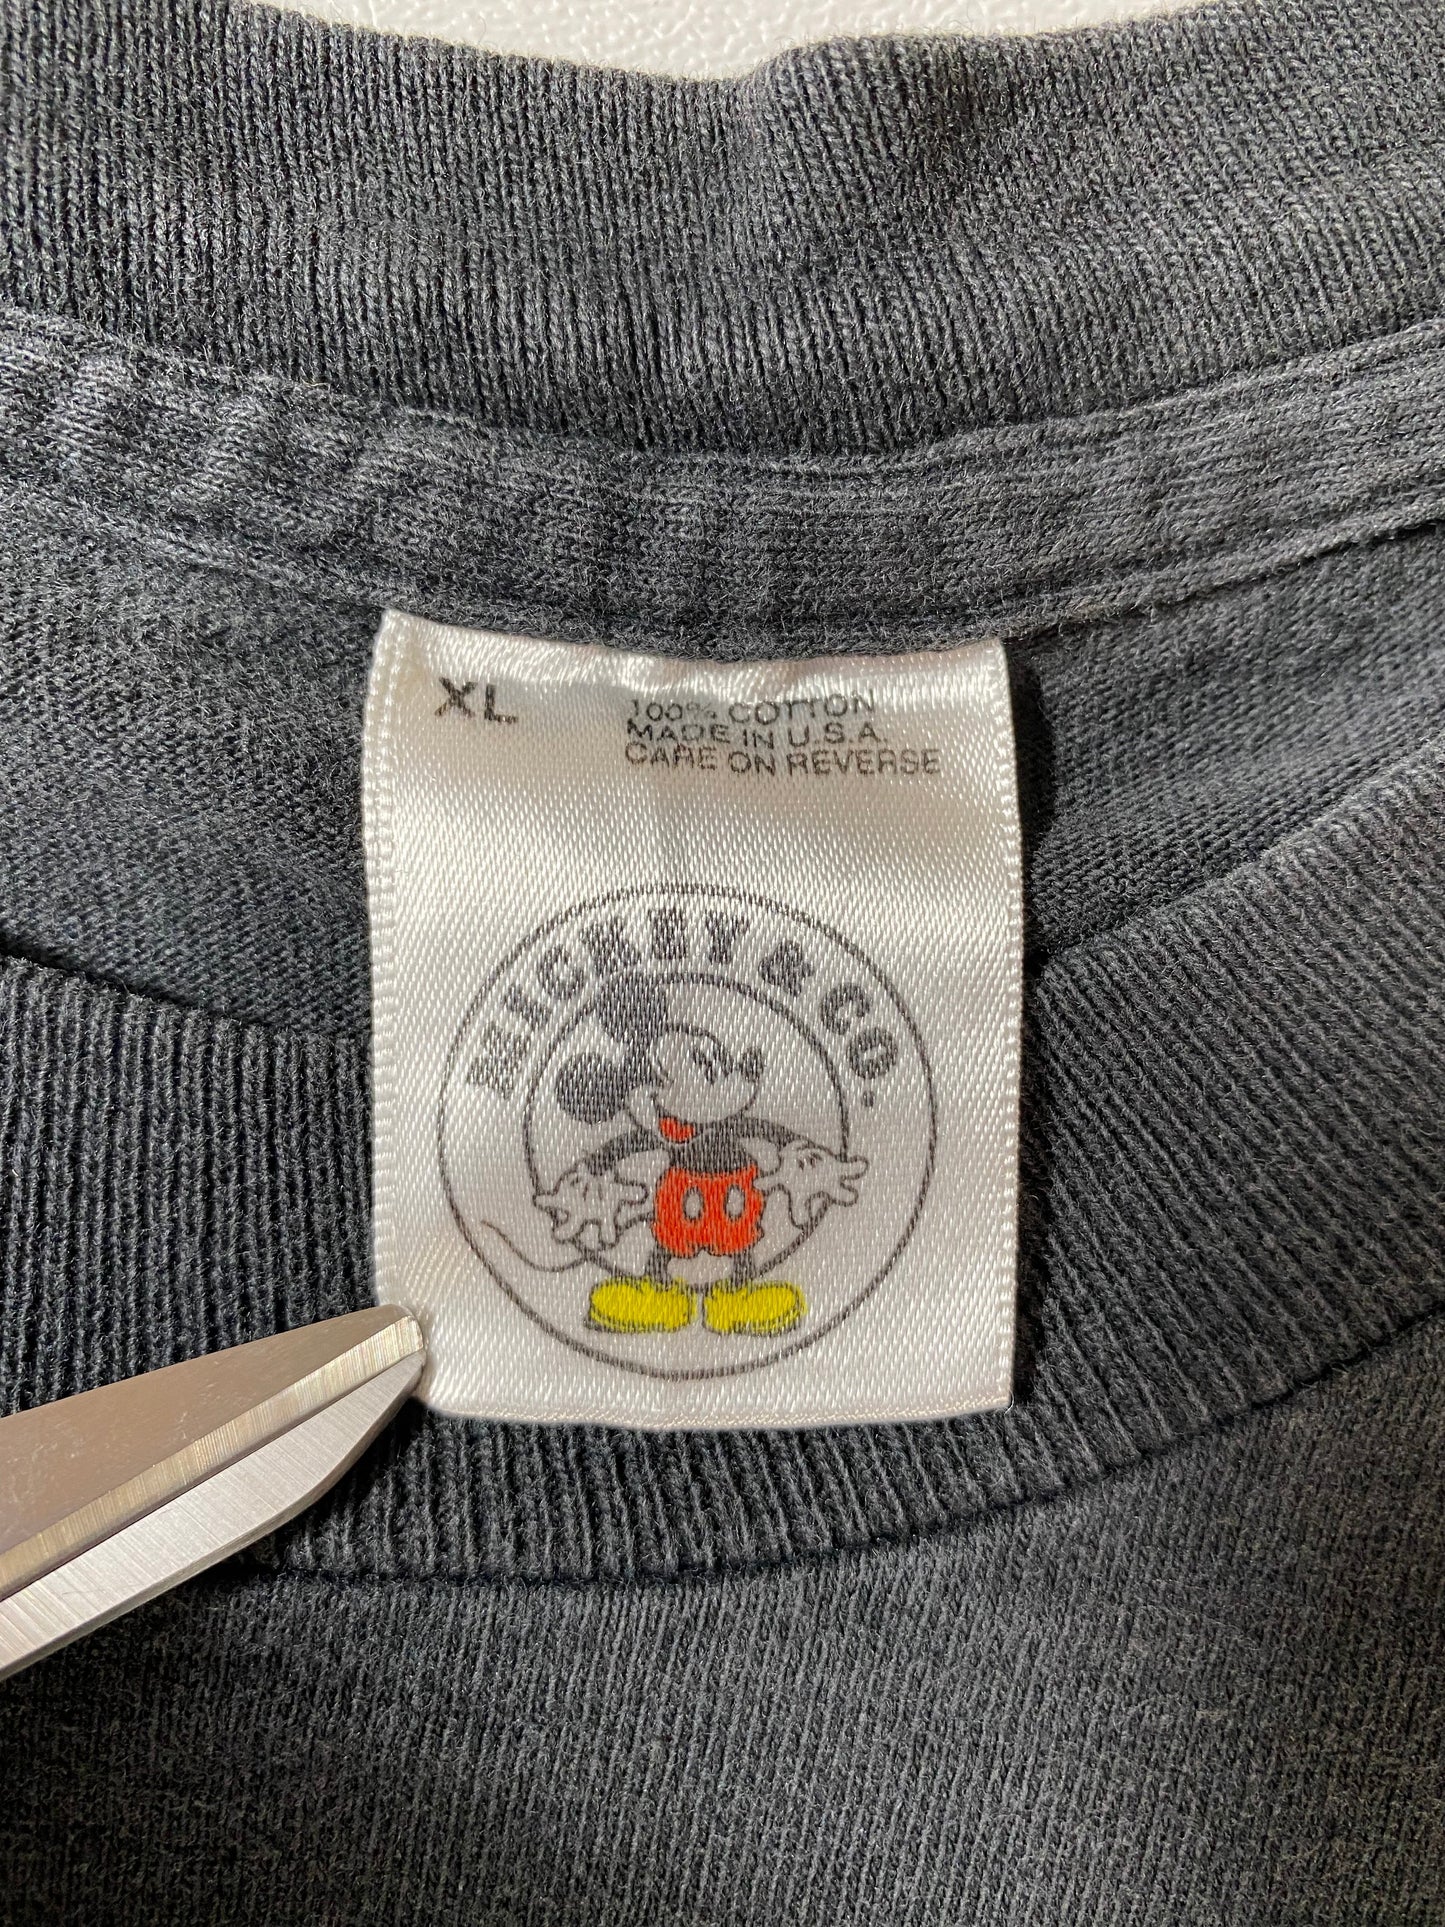 XL
100% COTTON
MADE IN U.S.A.
CARE ON REVERSE
MICKEY & CO.